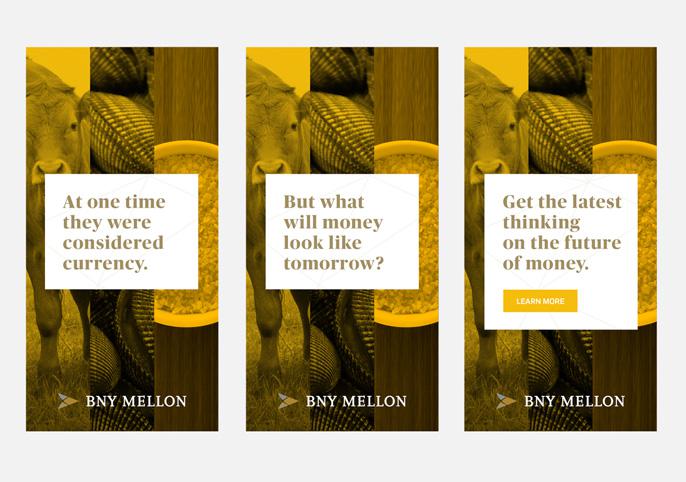 At one time
they were
considered
currency.
BNY MELLON
But what
will money
look like
tomorrow?
BNY MELLON
Get the latest
thinking
on the future
of money.
LEARN MORE
BNY MELLON